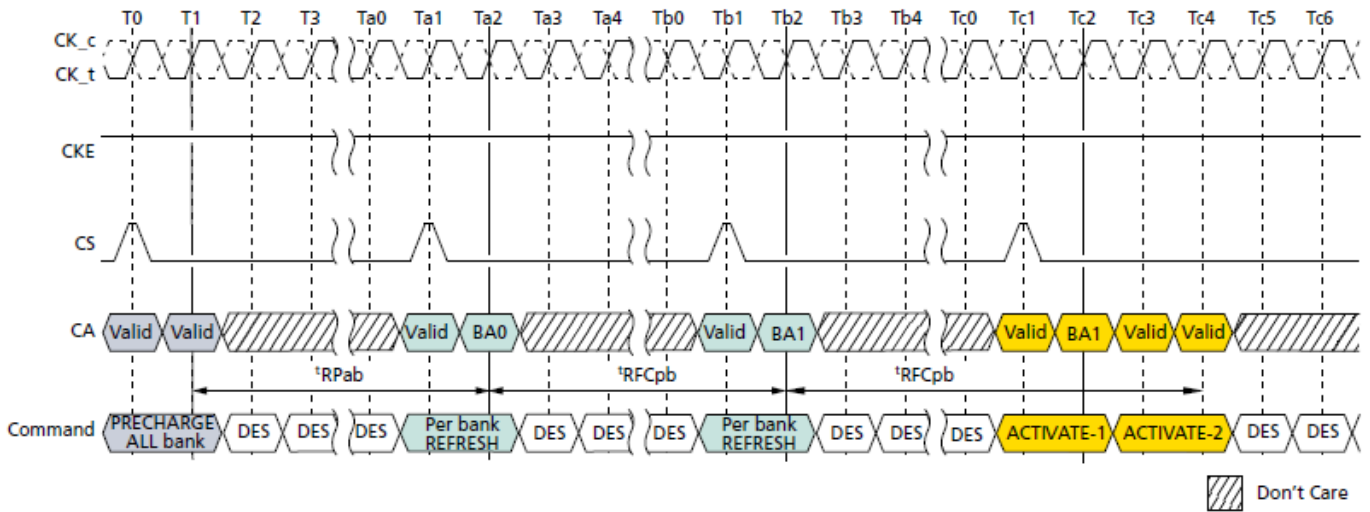 T0 T1 T2 T3 Ta0 Ta1 Ta2 Ta3 Ta4 Tb0 Tb1 Tb2 Tb3 Tb4 Tc0 Tc1 Tc2 Tc3 Tc4 Tc5 Tc6
CK_c
CK_t
CKE
CS
CA Valid Valid Valid BA0 Valid BA1 Valid BA1 Valid Valid
tRPab tRFCpb tRFCpb
Command PRECHARGE ALL bank DES DES DES Per bank REFRESH DES DES DES Per bank REFRESH DES DES DES ACTIVATE-1 ACTIVATE-2 DES DES
Don't Care